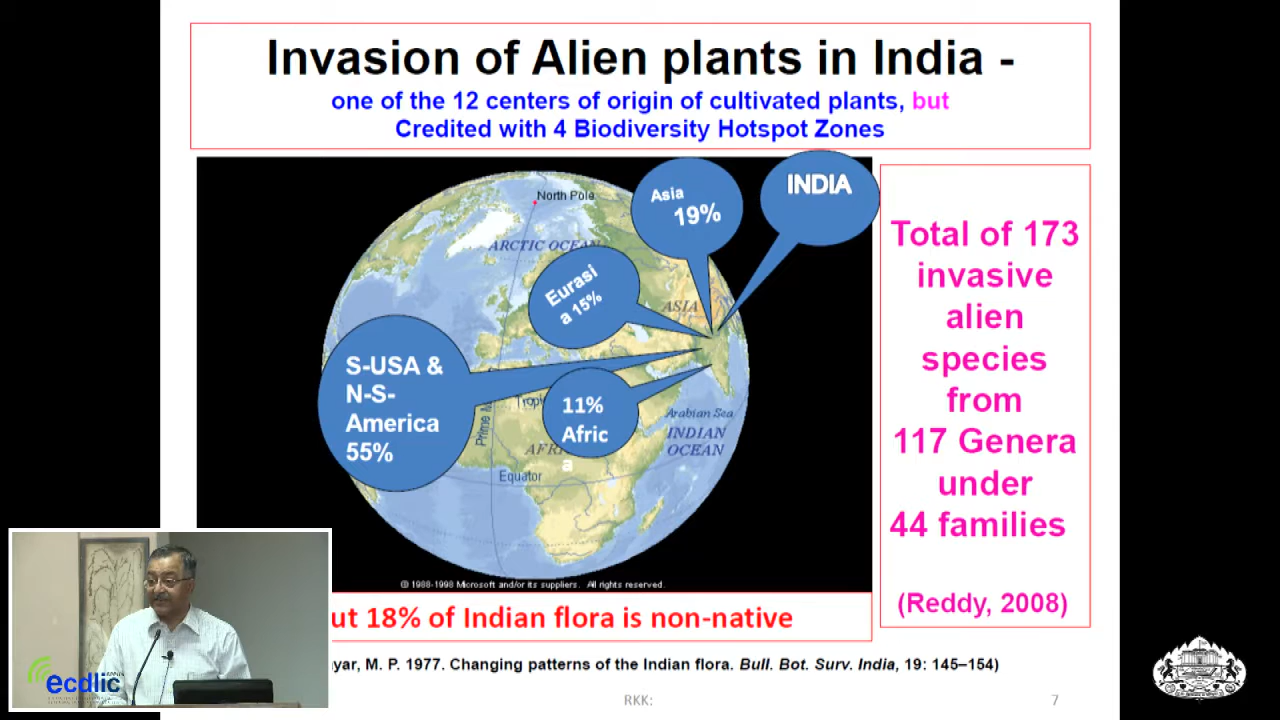 Invasion of Alien plants in India -
one of the 12 centers of origin of cultivated plants, but
Credited with 4 Biodiversity Hotspot Zones
North Pole
ARCTIC OCEAN
Asia
19%
INDIA
Eurasi
a 15%
ASIA
S-USA &
N-S-
America
55%
11%
Afric
a
Prime M
Arabian Sea
INDIAN
OCEAN
Equator
© 1988-1998 Microsoft and/or its suppliers. All rights reserved.
Total of 173
invasive
alien
species
from
117 Genera
under
44 families
(Reddy, 2008)
ut 18% of Indian flora is non-native
yar, M. P. 1977. Changing patterns of the Indian flora. Bull. Bot. Surv. India, 19: 145–154)
ecdlic
RKK:
7